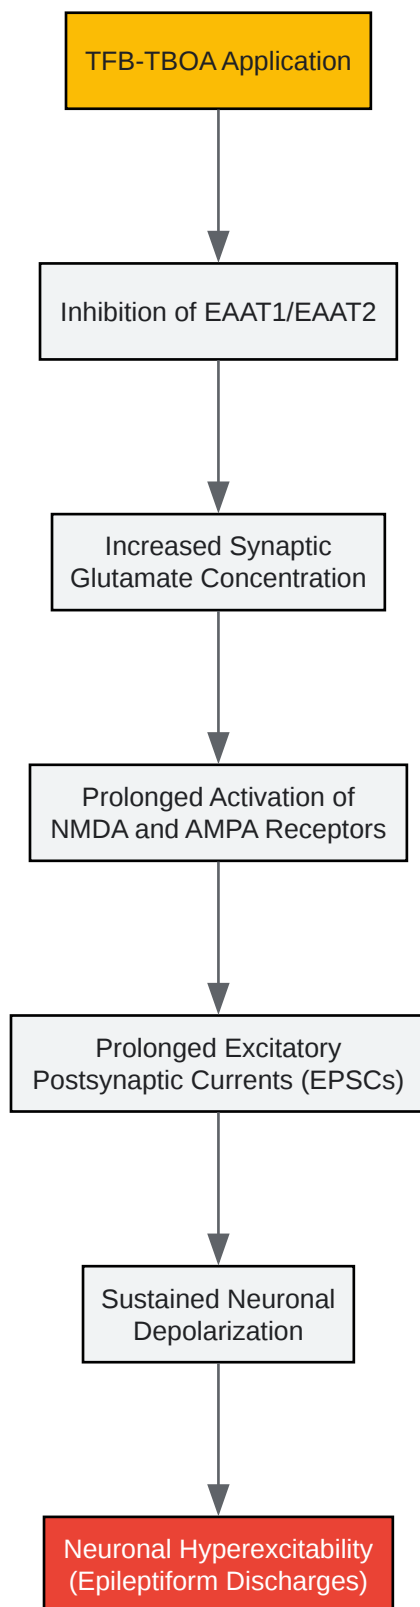 TFB-TBOA Application
Inhibition of EAAT1/EAAT2
Increased Synaptic
Glutamate Concentration
Prolonged Activation of
NMDA and AMPA Receptors
Prolonged Excitatory
Postsynaptic Currents (EPSCs)
Sustained Neuronal
Depolarization
Neuronal Hyperexcitability
(Epileptiform Discharges)